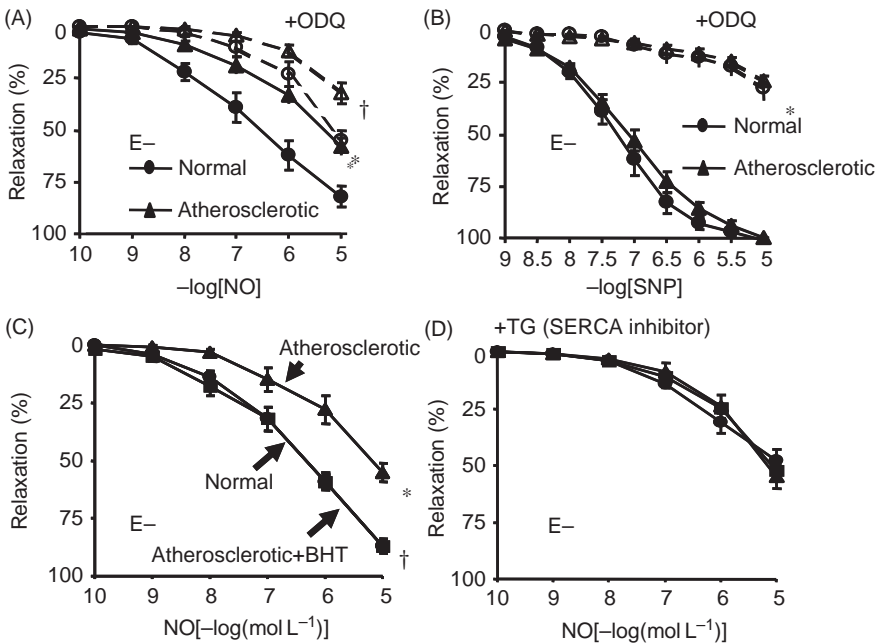 (A)
+ODQ
0
25
50
75
100
Relaxation (%)
E–
Normal
Atherosclerotic
†
**
10 9 8 7 6 5
–log[NO]
(B)
+ODQ
0
25
50
75
100
Relaxation (%)
E–
*
Normal
Atherosclerotic
9 8.5 8 7.5 7 6.5 6 5.5 5
–log[SNP]
(C)
0
25
50
75
100
Relaxation (%)
Atherosclerotic
Normal
*
E–
Atherosclerotic+BHT
†
10 9 8 7 6 5
NO[–log(mol L⁻¹)]
(D)
+TG (SERCA inhibitor)
0
25
50
75
100
Relaxation (%)
E–
10 9 8 7 6 5
NO[–log(mol L⁻¹)]